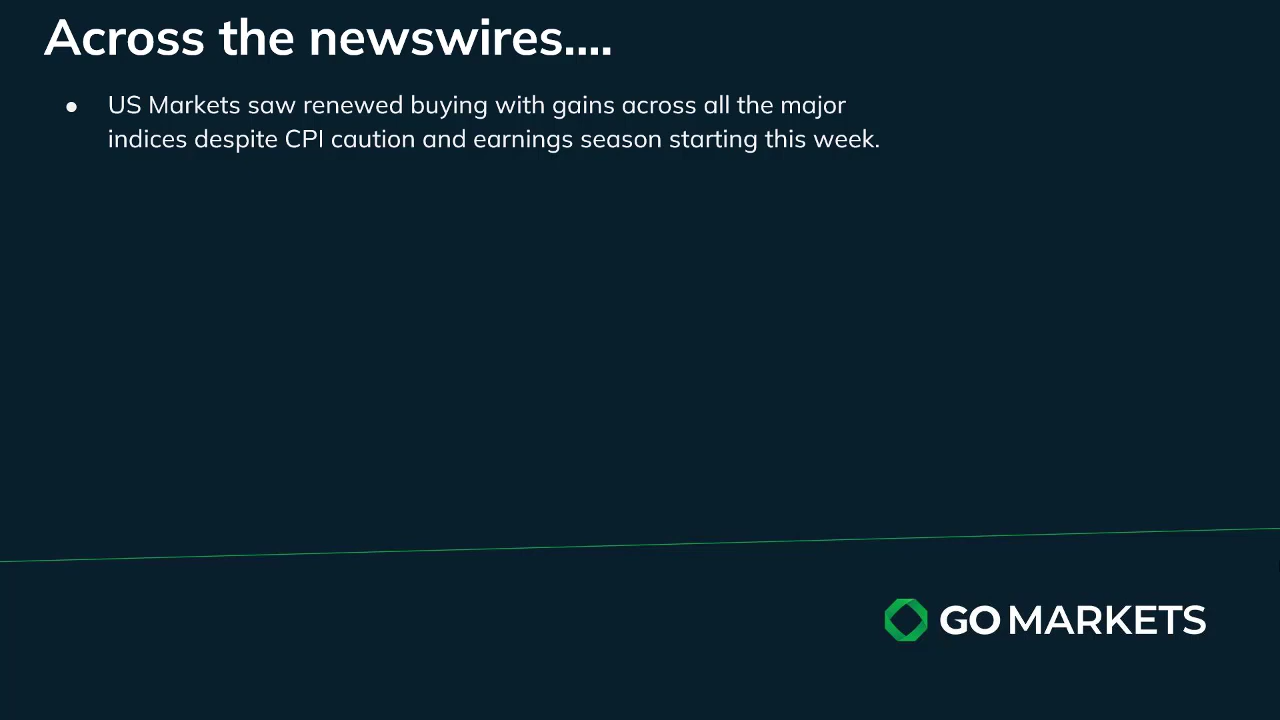 Across the newswires....
● US Markets saw renewed buying with gains across all the major
indices despite CPI caution and earnings season starting this week.
GO MARKETS